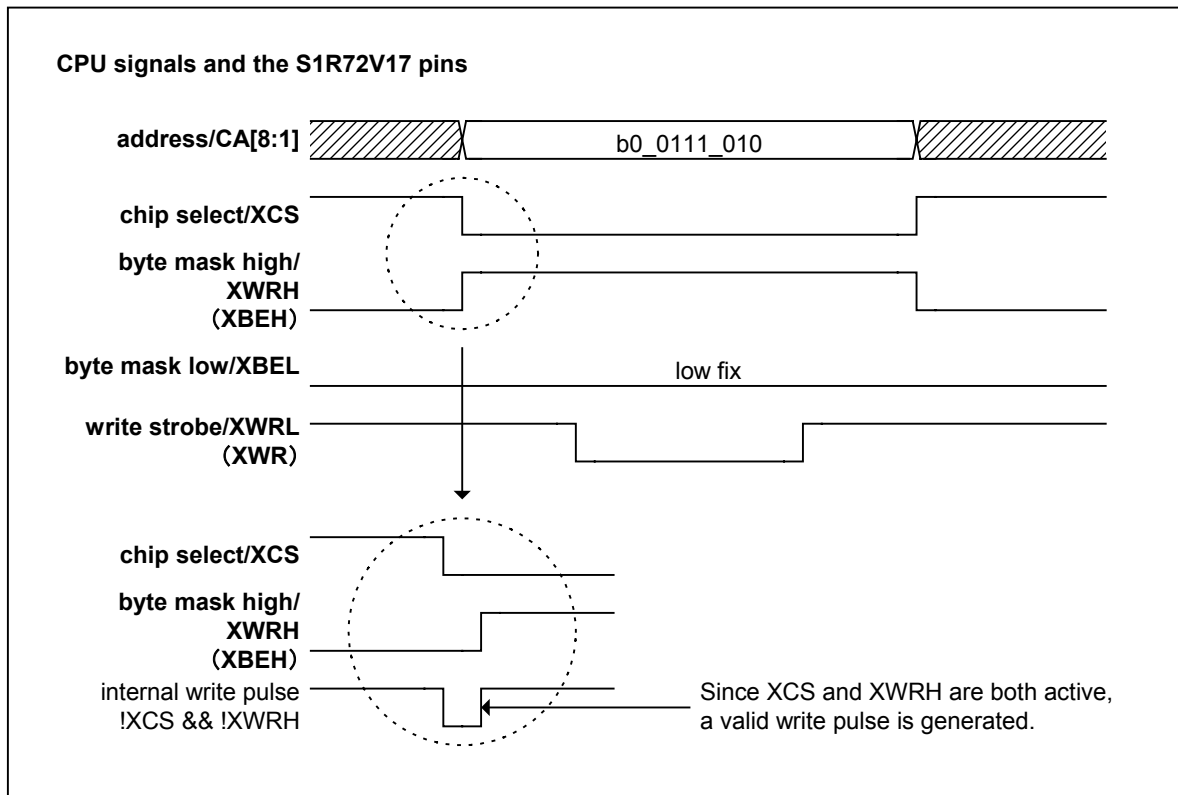 CPU signals and the S1R72V17 pins
address/CA[8:1]
b0_0111_010
chip select/XCS
byte mask high/
XWRH
（XBEH）
byte mask low/XBEL
low fix
write strobe/XWRL
（XWR）
chip select/XCS
byte mask high/
XWRH
（XBEH）
internal write pulse
!XCS && !XWRH
Since XCS and XWRH are both active,
a valid write pulse is generated.